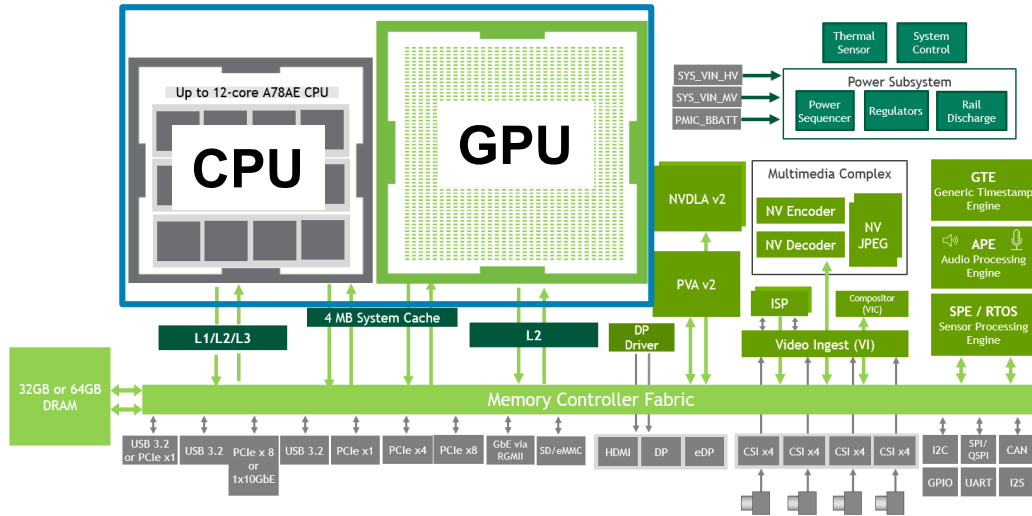 Thermal
Sensor
System
Control
SYS_VIN_HV
SYS_VIN_MV
PMIC_BBATT
Power Subsystem
Power
Sequencer
Regulators
Rail
Discharge
Up to 12-core A78AE CPU
CPU
GPU
NVDLA v2
PVA v2
Multimedia Complex
NV Encoder
NV Decoder
NV
JPEG
GTE
Generic Timestamp
Engine
APE
Audio Processing
Engine
SPE / RTOS
Sensor Processing
Engine
ISP
Compositor
(VIC)
Video Ingest (VI)
L1/L2/L3
4 MB System Cache
L2
DP
Driver
32GB or 64GB
DRAM
Memory Controller Fabric
USB 3.2
or PCIe x1
USB 3.2
PCIe x 8
or
1x10GbE
USB 3.2
PCIe x1
PCIe x4
PCIe x8
GbE via
RGMII
SD/eMMC
HDMI
DP
eDP
CSI x4
CSI x4
CSI x4
CSI x4
I2C
SPI/
QSPI
CAN
GPIO
UART
I2S